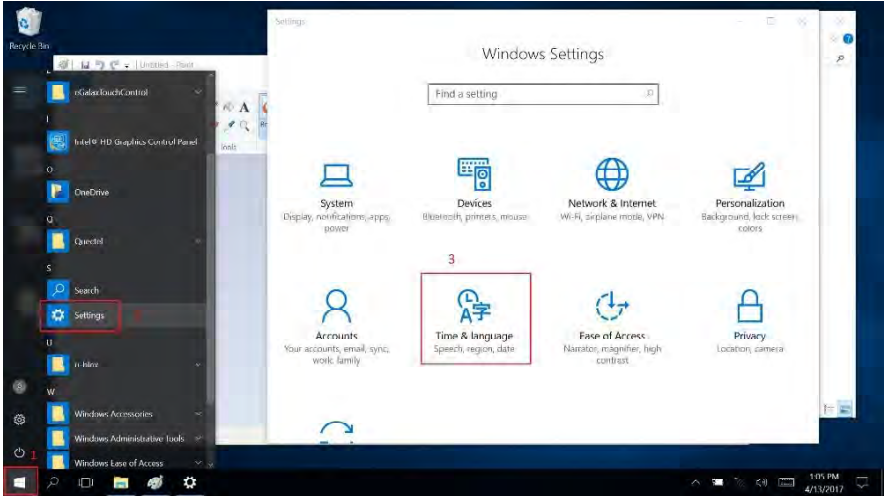 Recycle Bin
Untitled - Paint
Tools
eGalaxTouchControl
I
Intel® HD Graphics Control Panel
O
OneDrive
Q
Quectel
S
Search
Settings
2
U
u-blox
W
Windows Accessories
Windows Administrative Tools
Windows Ease of Access
1
Settings
Windows Settings
Find a setting
System
Display, notifications, apps,
power
Devices
Bluetooth, printers, mouse
Network & Internet
Wi-Fi, airplane mode, VPN
Personalization
Background, lock screen,
colors
3
Accounts
Your accounts, email, sync,
work, family
Time & language
Speech, region, date
Ease of Access
Narrator, magnifier, high
contrast
Privacy
Location, camera
1:05 PM
4/13/2017